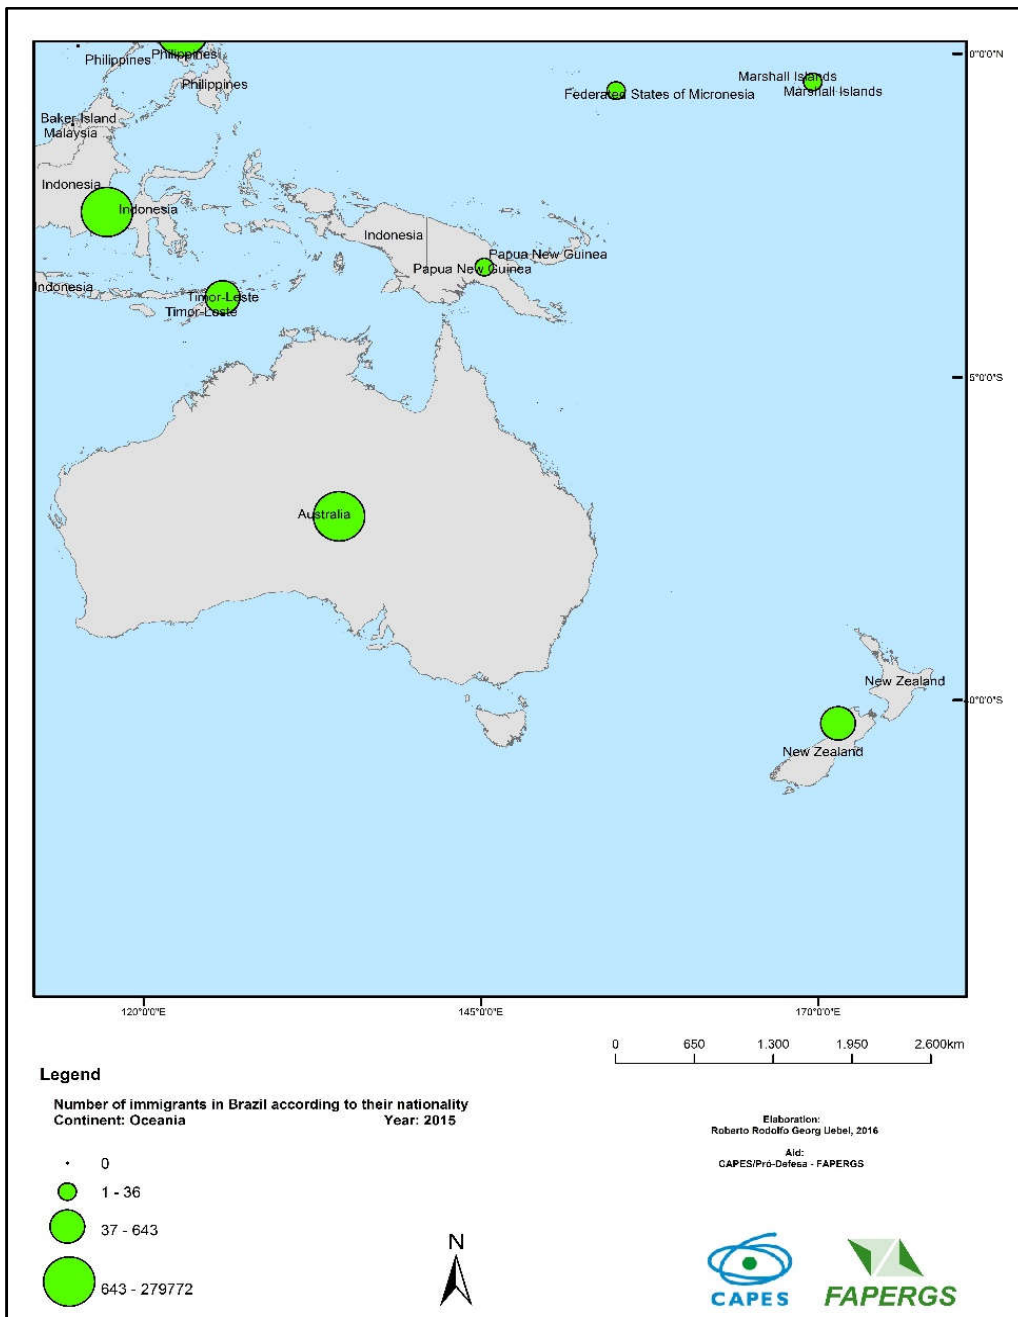 Philippines
Philippines
Philippines
0°0'0"N
Marshall Islands
Marshall Islands
Federated States of Micronesia
Baker Island
Malaysia
Indonesia
Indonesia
Indonesia
Papua New Guinea
Papua New Guinea
Indonesia
Timor-Leste
Timor-Leste
5°0'0"S
Australia
New Zealand
0°0'0"S
New Zealand
120°0'0"E 145°0'0"E 170°0'0"E
0 650 1.300 1.950 2.600km
Legend
Number of immigrants in Brazil according to their nationality
Continent: Oceania Year: 2015
Elaboration:
Roberto Rodolfo Georg Uebel, 2016
Aid:
CAPES/Pró-Defesa - FAPERGS
0
1 - 36
37 - 643
643 - 279772
N
CAPES
FAPERGS